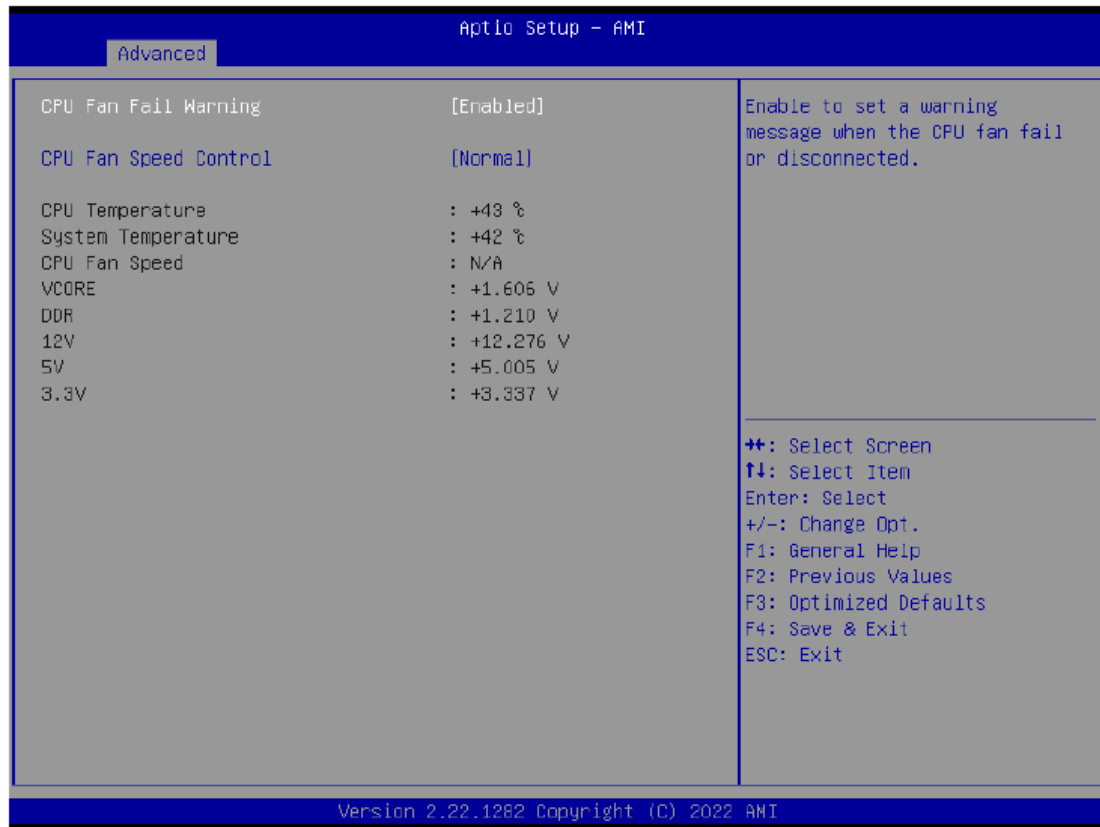 Aptio Setup – AMI
Advanced
CPU Fan Fail Warning [Enabled]
CPU Fan Speed Control [Normal]
CPU Temperature : +43 ℃
System Temperature : +42 ℃
CPU Fan Speed : N/A
VCORE : +1.606 V
DDR : +1.210 V
12V : +12.276 V
5V : +5.005 V
3.3V : +3.337 V
Enable to set a warning
message when the CPU fan fail
or disconnected.
→←: Select Screen
↑↓: Select Item
Enter: Select
+/-: Change Opt.
F1: General Help
F2: Previous Values
F3: Optimized Defaults
F4: Save & Exit
ESC: Exit
Version 2.22.1282 Copyright (C) 2022 AMI